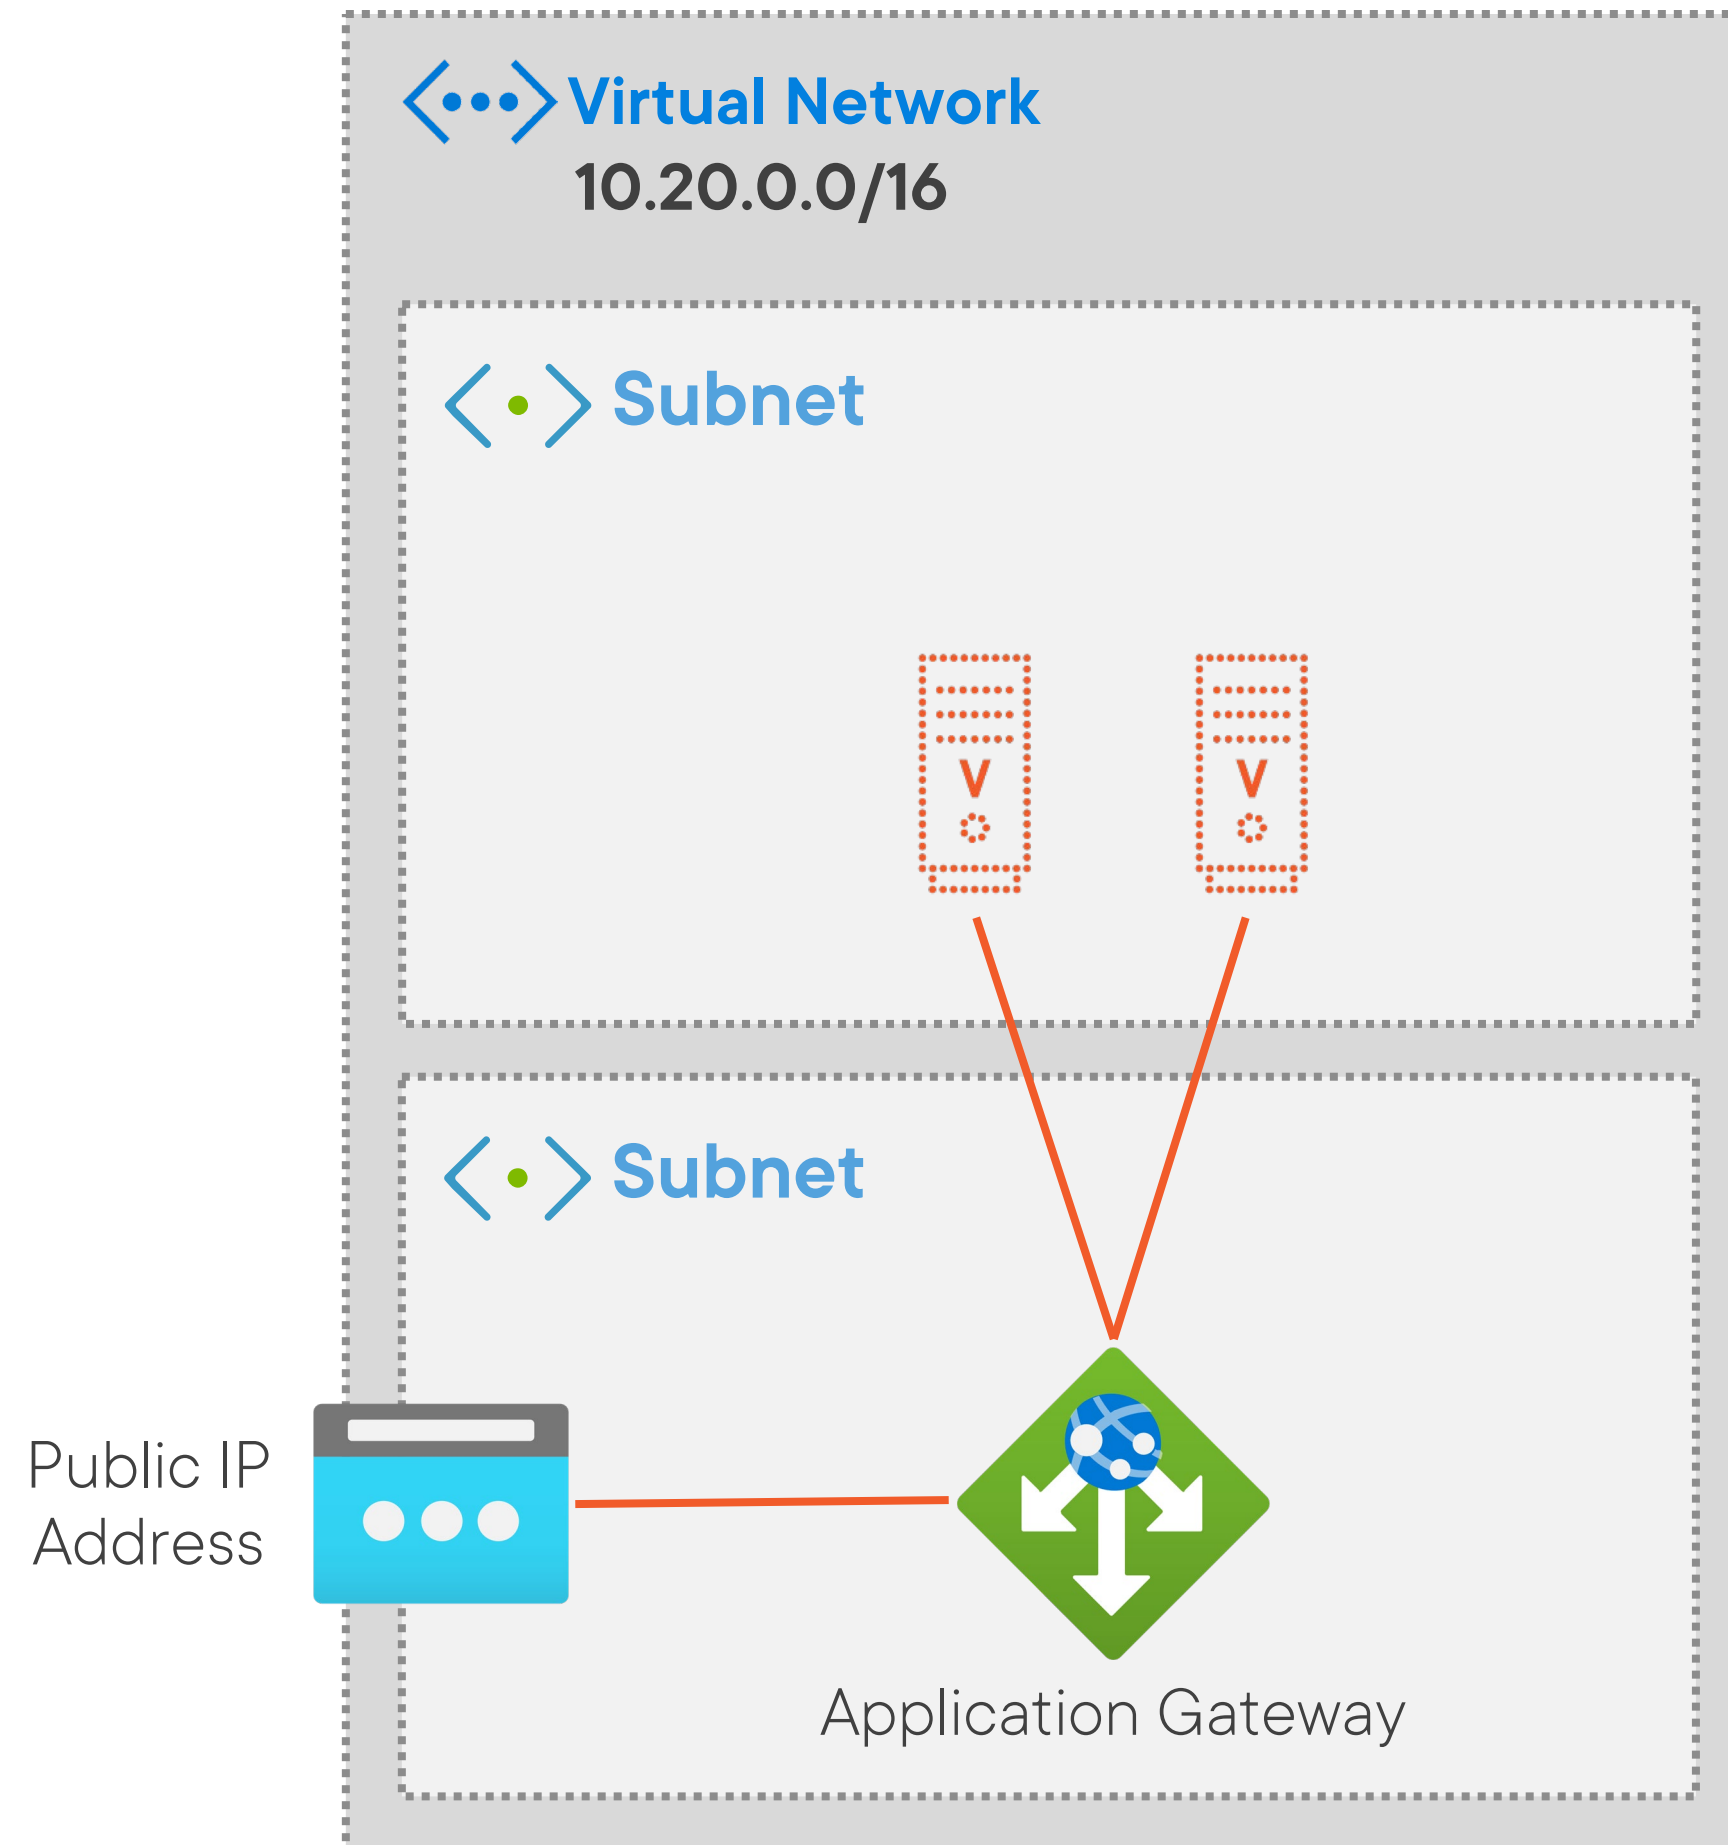 Virtual Network
10.20.0.0/16
Subnet
V V
Subnet
Public IP
Address
Application Gateway